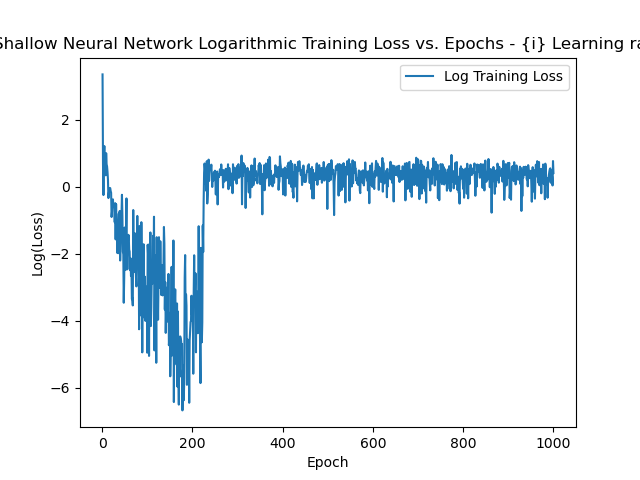 Shallow Neural Network Logarithmic Training Loss vs. Epochs - {i} Learning
Log Training Loss
2
0
−2
−4
−6
Log(Loss)
0 200 400 600 800 1000
Epoch